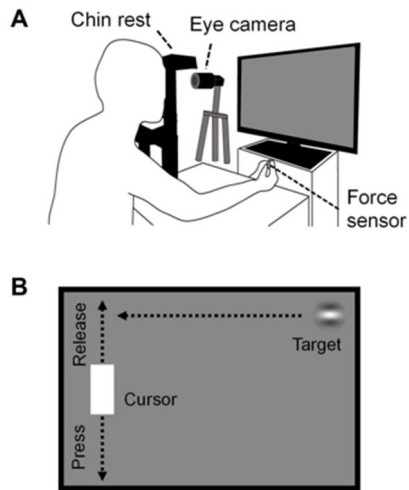 A
Chin rest
Eye camera
Force
sensor
B
Release
Target
Cursor
Press